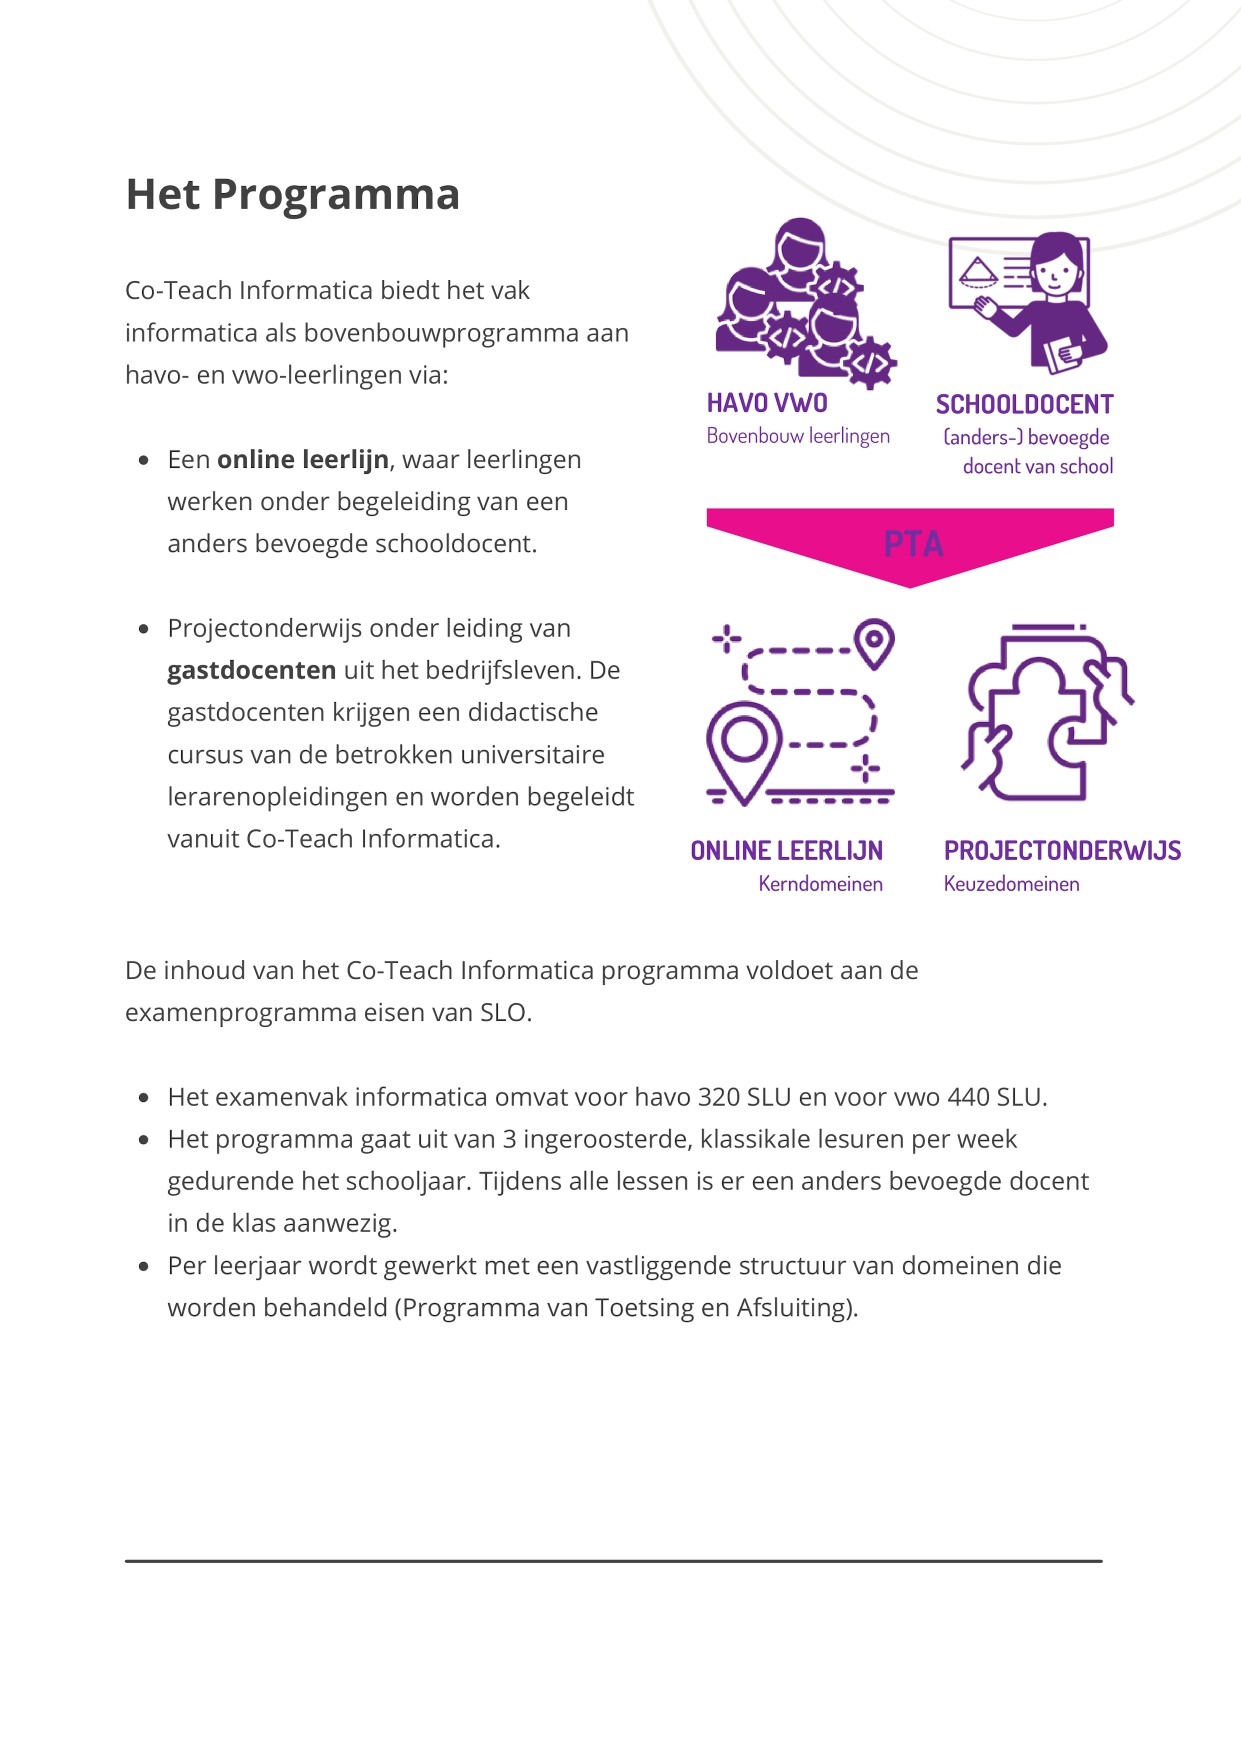 Het Programma
Co-Teach Informatica biedt het vak
informatica als bovenbouwprogramma aan
havo- en vwo-leerlingen via:
• Een online leerlijn, waar leerlingen
werken onder begeleiding van een
anders bevoegde schooldocent.
• Projectonderwijs onder leiding van
gastdocenten uit het bedrijfsleven. De
gastdocenten krijgen een didactische
cursus van de betrokken universitaire
lerarenopleidingen en worden begeleidt
vanuit Co-Teach Informatica.
HAVO VWO
Bovenbouw leerlingen
SCHOOLDOCENT
(anders-) bevoegde
docent van school
PTA
ONLINE LEERLIJN
Kerndomeinen
PROJECTONDERWIJS
Keuzedomeinen
De inhoud van het Co-Teach Informatica programma voldoet aan de
examenprogramma eisen van SLO.
• Het examenvak informatica omvat voor havo 320 SLU en voor vwo 440 SLU.
• Het programma gaat uit van 3 ingeroosterde, klassikale lesuren per week
gedurende het schooljaar. Tijdens alle lessen is er een anders bevoegde docent
in de klas aanwezig.
• Per leerjaar wordt gewerkt met een vastliggende structuur van domeinen die
worden behandeld (Programma van Toetsing en Afsluiting).